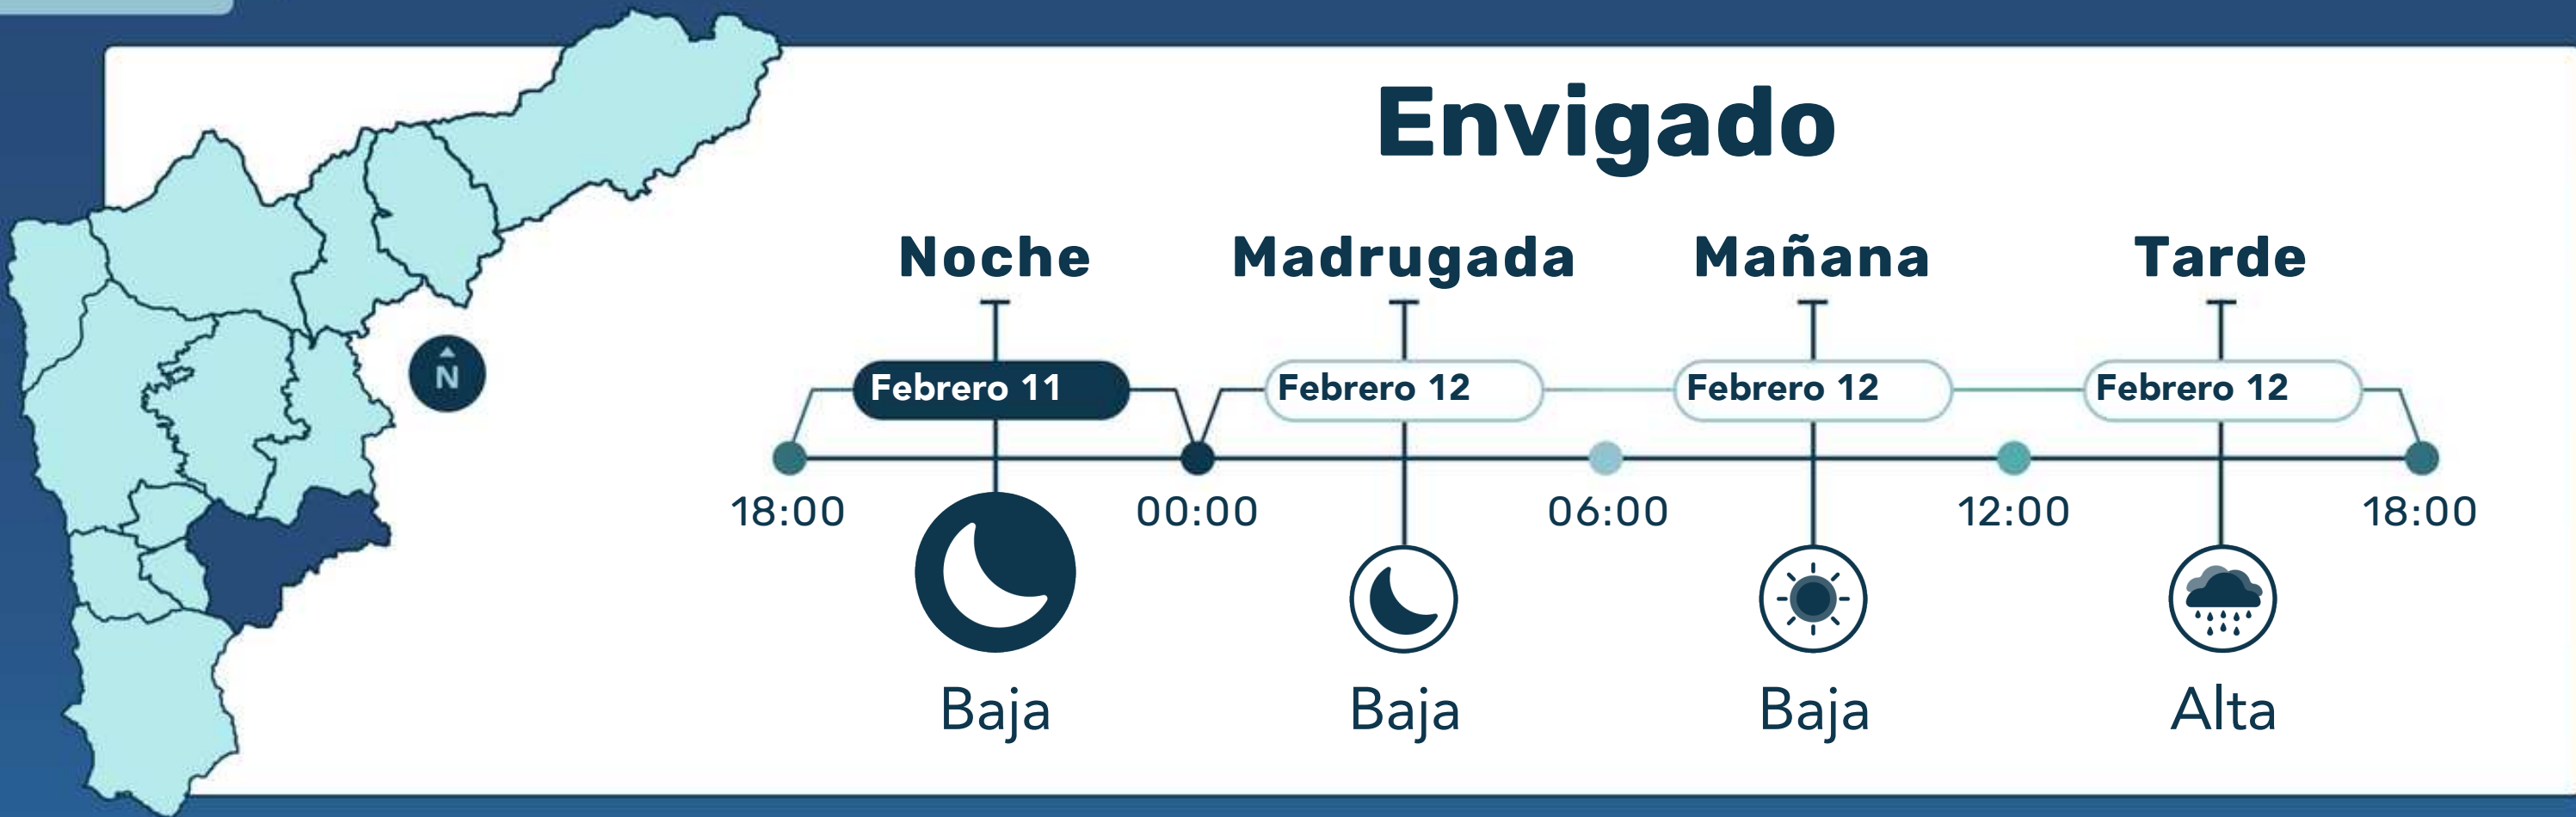 Envigado
Noche Madrugada Mañana Tarde
N
Febrero 11 Febrero 12 Febrero 12 Febrero 12
18:00 00:00 06:00 12:00 18:00
Baja Baja Baja Alta